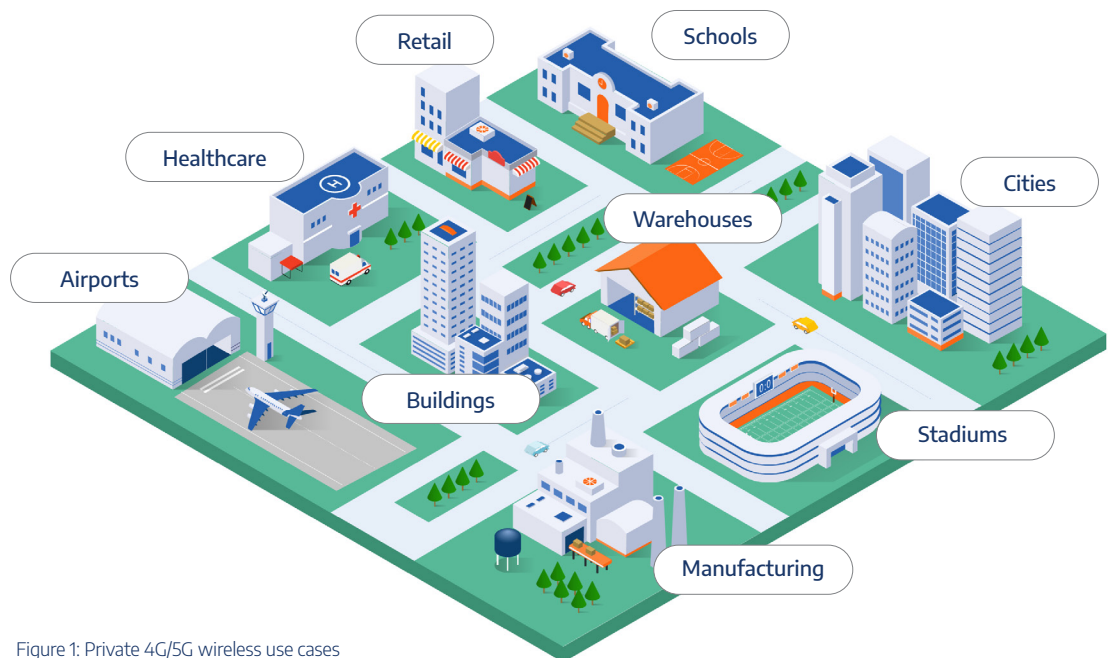 Retail
Schools
Healthcare
Cities
Warehouses
Airports
Buildings
Stadiums
Manufacturing
Figure 1: Private 4G/5G wireless use cases